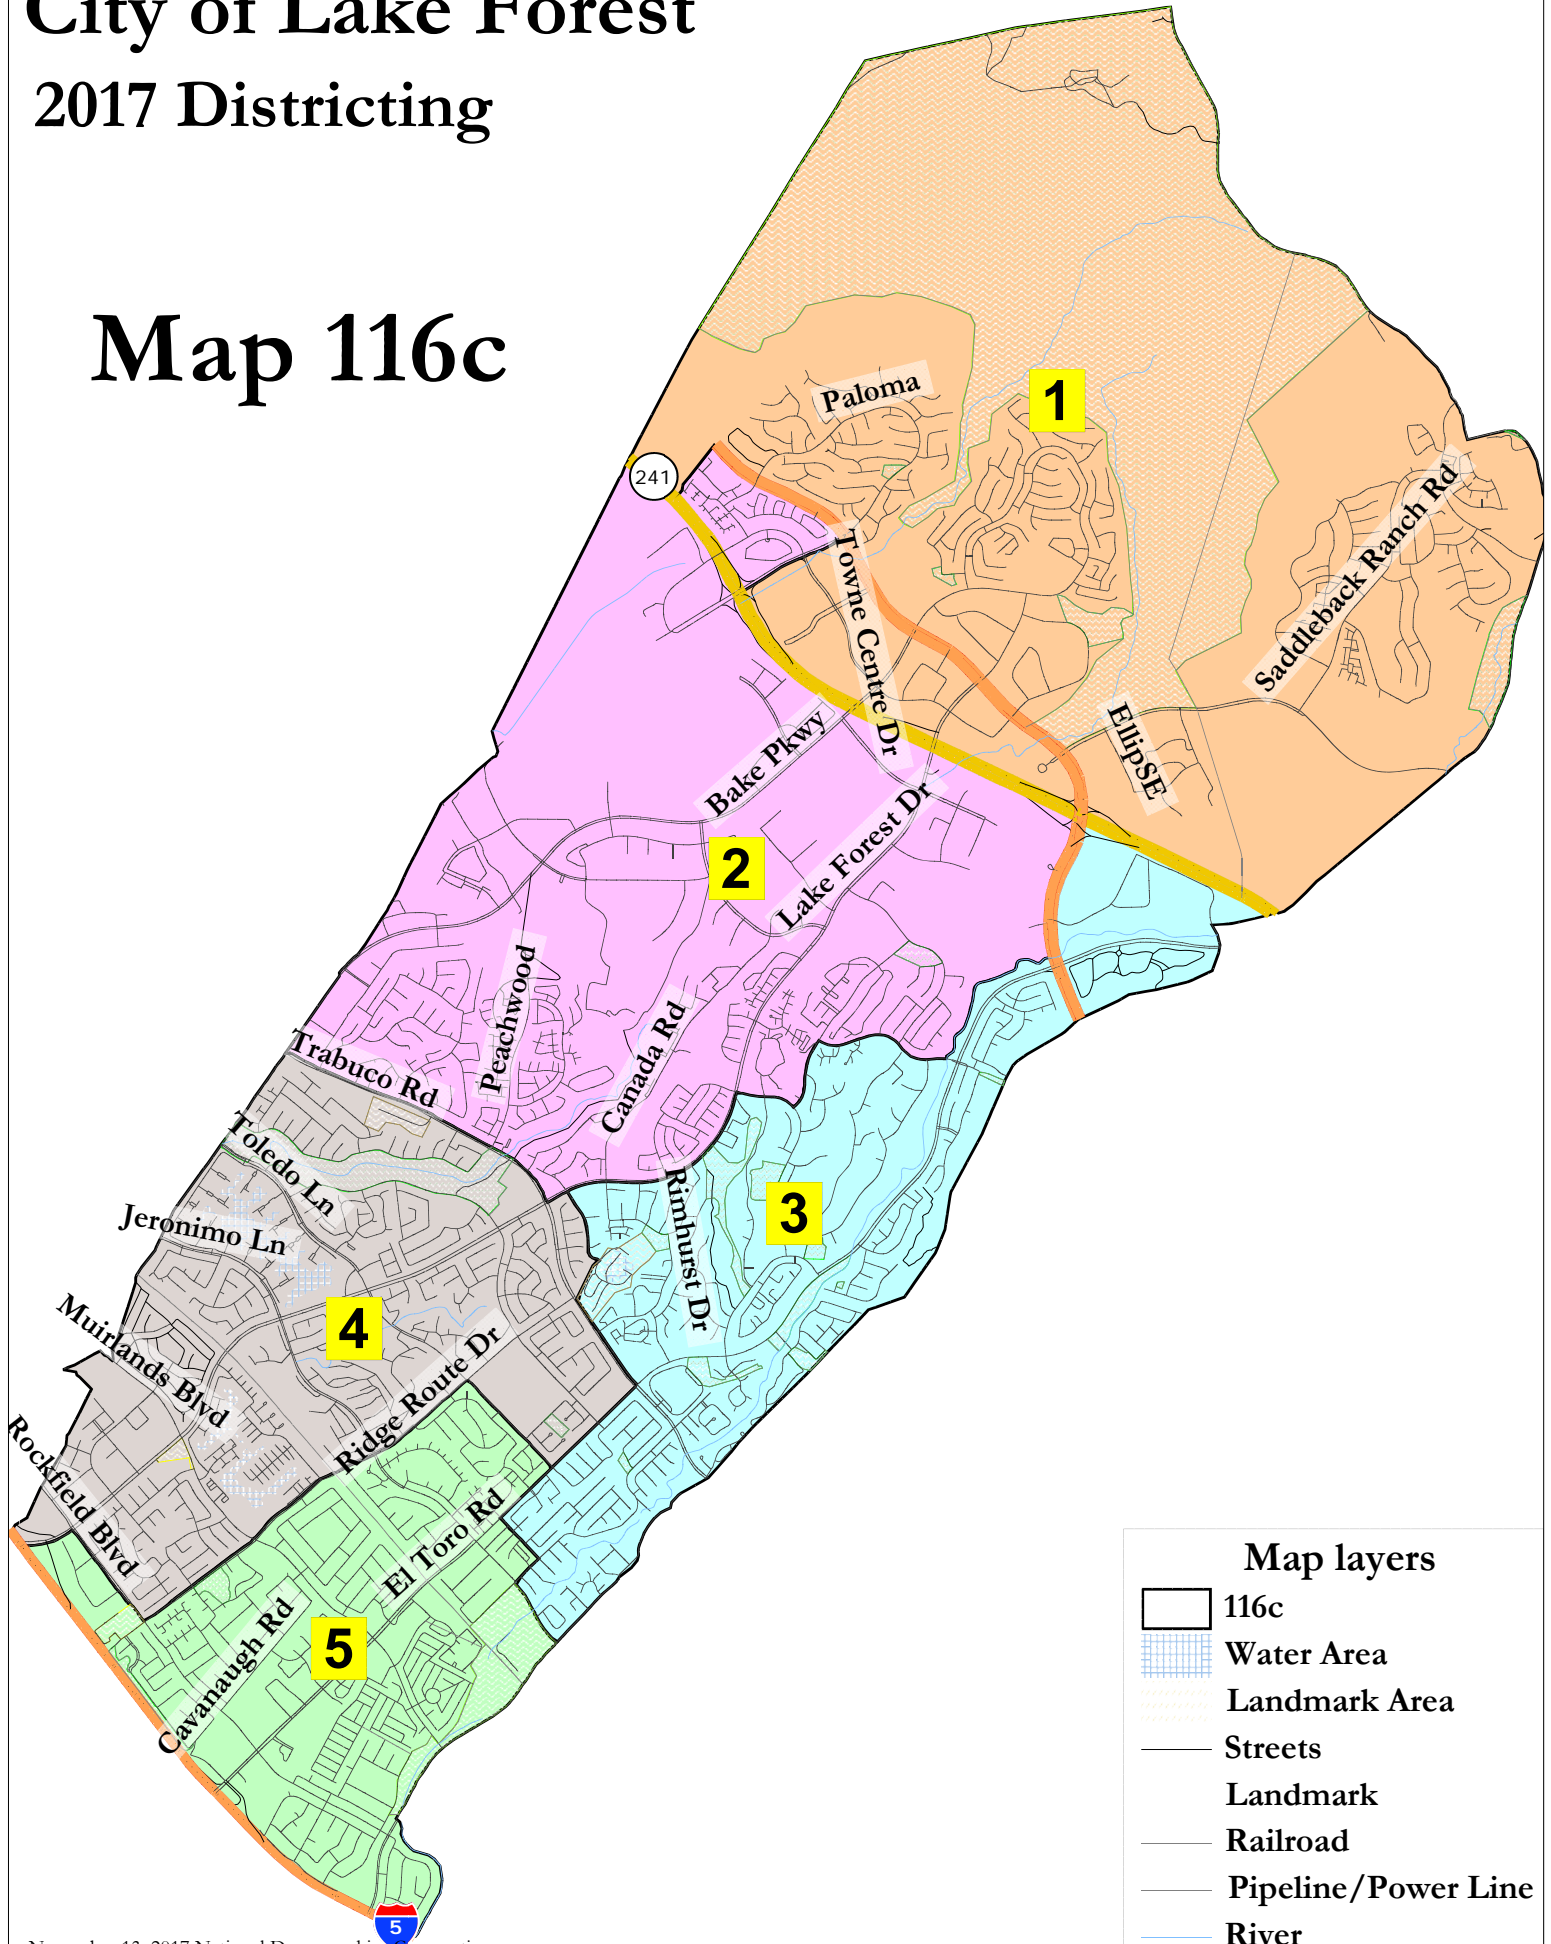 City of Lake Forest
2017 Districting
Map 116c
Paloma
1
241
Towne Centre Dr
Saddleback Ranch Rd
EllipSE
Bake Pkwy
Lake Forest Dr
2
Peachwood
Canada Rd
Trabuco Rd
Toledo Ln
Jeronimo Ln
Rimhurst Dr
3
Muirlands Blvd
4
Ridge Route Dr
Rockfield Blvd
El Toro Rd
Cavanaugh Rd
5
5
Map layers
116c
Water Area
Landmark Area
Streets
Landmark
Railroad
Pipeline/Power Line
River